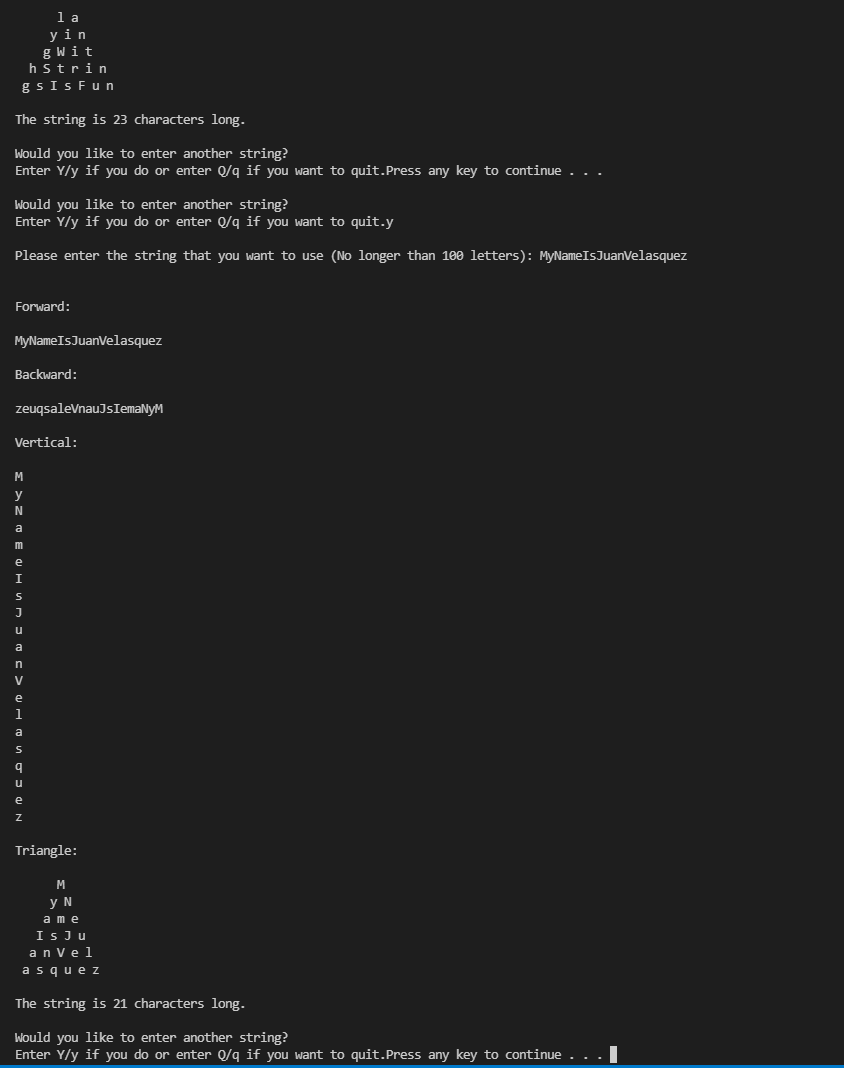 l a
y i n
g W i t
h S t r i n
g s I s F u n
The string is 23 characters long.
Would you like to enter another string?
Enter Y/y if you do or enter Q/q if you want to quit.Press any key to continue . . .
Would you like to enter another string?
Enter Y/y if you do or enter Q/q if you want to quit.y
Please enter the string that you want to use (No longer than 100 letters): MyNameIsJuanVelasquez
Forward:
MyNameIsJuanVelasquez
Backward:
zeuqsaleVnauJsIemaNyM
Vertical:
M
y
N
a
m
e
I
s
J
u
a
n
V
e
l
a
s
q
u
e
z
Triangle:
M
y N
a m e
I s J u
a n V e l
a s q u e z
The string is 21 characters long.
Would you like to enter another string?
Enter Y/y if you do or enter Q/q if you want to quit.Press any key to continue . . .